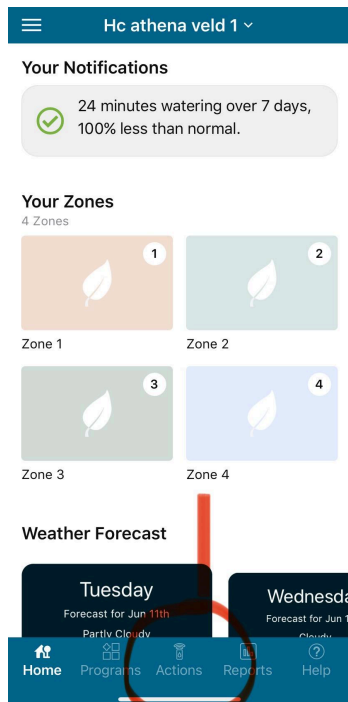 Hc athena veld 1
Your Notifications
24 minutes watering over 7 days,
100% less than normal.
Your Zones
4 Zones
1
2
Zone 1
Zone 2
3
4
Zone 3
Zone 4
Weather Forecast
Tuesday
Forecast for Jun 11th
Partly Cloudy
Wednesda
Forecast for Jun 1
Cloudy
Home
Programs
Actions
Reports
Help